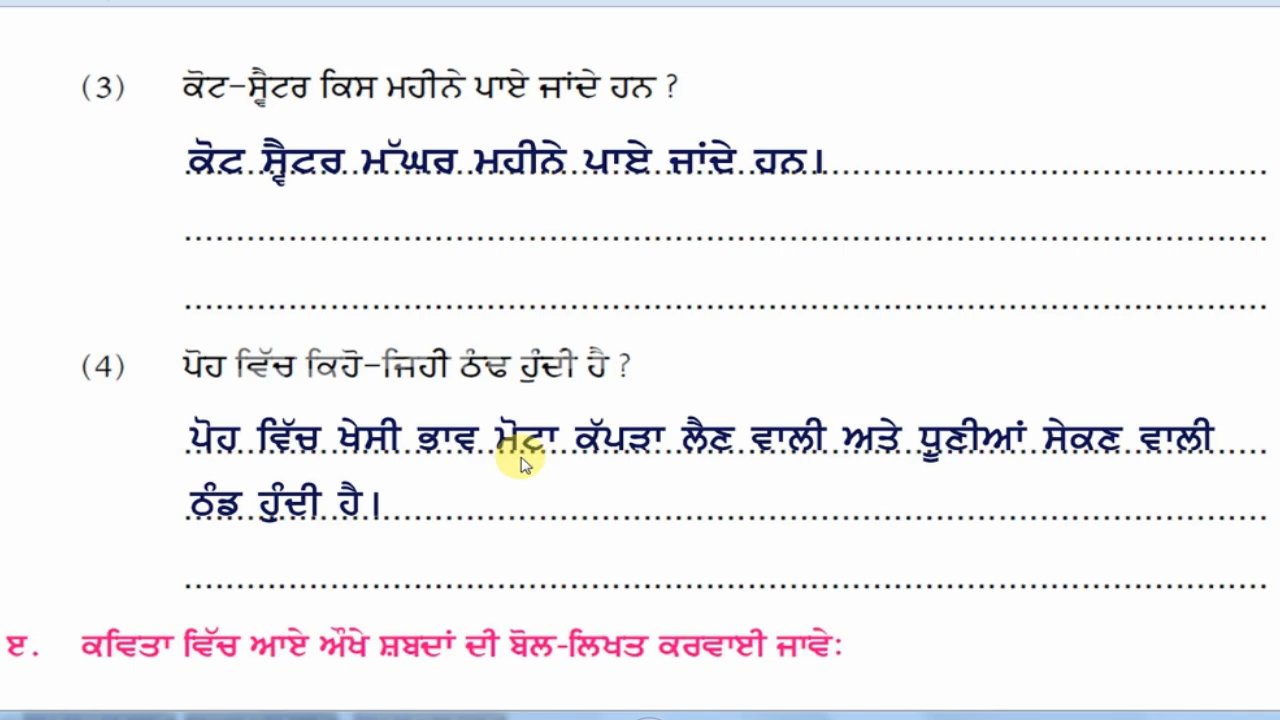 (3) ਕੋਟ-ਸ੍ਵੈਟਰ ਕਿਸ ਮਹੀਨੇ ਪਾਏ ਜਾਂਦੇ ਹਨ ?
ਕੋਟ ਸ੍ਵੈਟਰ ਮੱਘਰ ਮਹੀਨੇ ਪਾਏ ਜਾਂਦੇ ਹਨ।
(4) ਪੋਹ ਵਿੱਚ ਕਿਹੋ-ਜਿਹੀ ਠੰਢ ਹੁੰਦੀ ਹੈ ?
ਪੋਹ ਵਿੱਚ ਖੇਸੀ ਭਾਵ ਮੋਟਾ ਕੱਪੜਾ ਲੈਣ ਵਾਲੀ ਅਤੇ ਧੂਣੀਆਂ ਸੇਕਣ ਵਾਲੀ
ਠੰਡ ਹੁੰਦੀ ਹੈ।
ੲ. ਕਵਿਤਾ ਵਿੱਚ ਆਏ ਔਖੇ ਸ਼ਬਦਾਂ ਦੀ ਬੋਲ-ਲਿਖਤ ਕਰਵਾਈ ਜਾਵੇ: